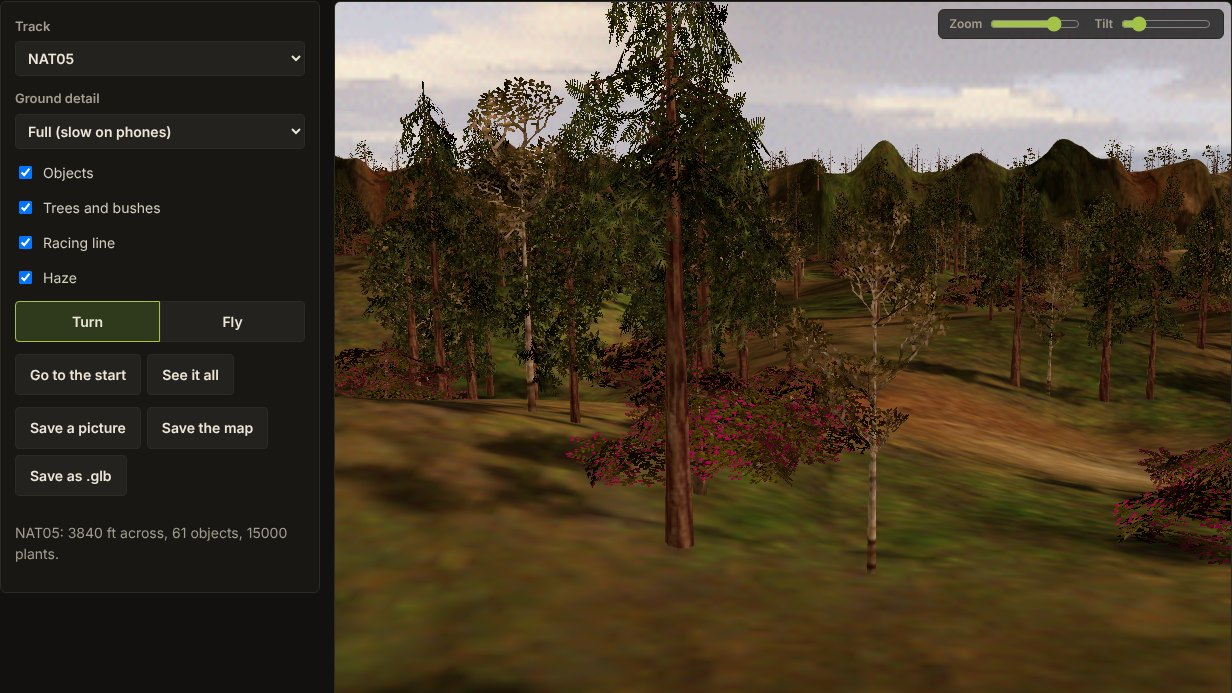 Track
NAT05
Ground detail
Full (slow on phones)
Objects
Trees and bushes
Racing line
Haze
Turn Fly
Go to the start See it all
Save a picture Save the map
Save as .glb
NAT05: 3840 ft across, 61 objects, 15000
plants.
Zoom Tilt